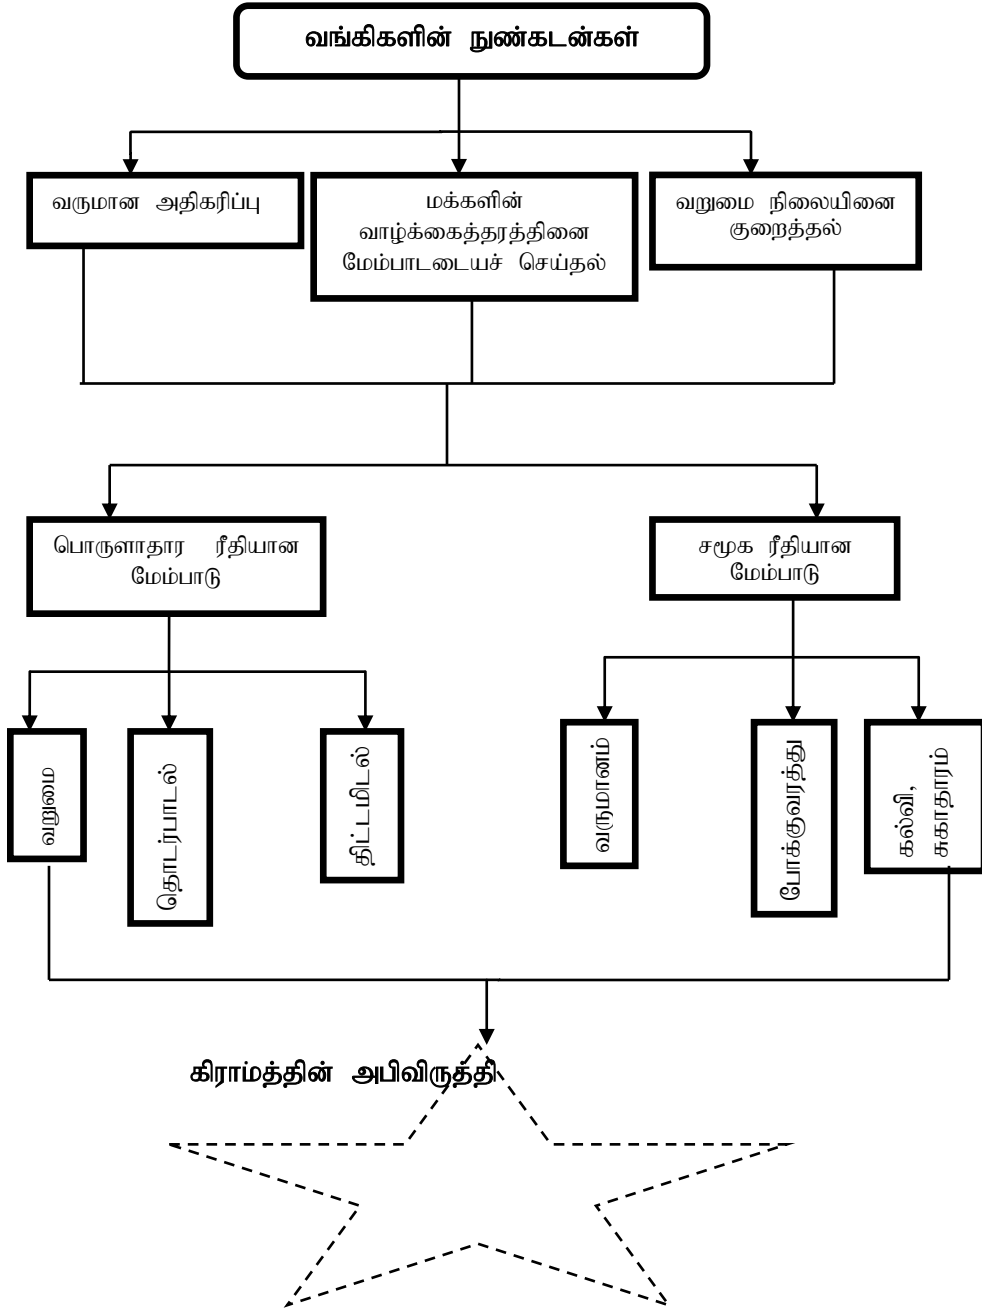 வங்கிகளின் நுண்கடன்கள்
வருமான அதிகரிப்பு
மக்களின்
வாழ்க்கைத்தரத்தினை
மேம்பாடடையச் செய்தல்
வறுமை நிலையினை
குறைத்தல்
பொருளாதார ரீதியான
மேம்பாடு
சமூக ரீதியான
மேம்பாடு
வறுமை
தொடர்பாடல்
திட்டமிடல்
வருமானம்
போக்குவரத்து
கல்வி,
சுகாதாரம்
கிராம்த்தின் அபிவிருத்தி